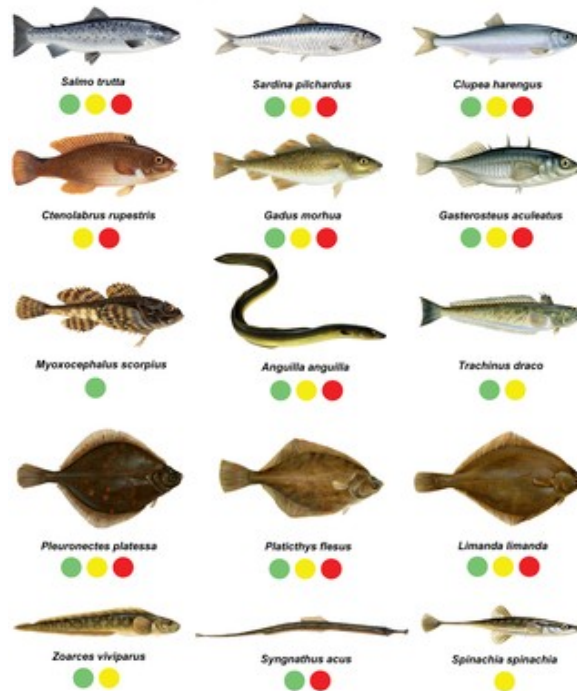 Salmo trutta
Sardina pilchardus
Clupea harengus
Ctenolabrus rupestris
Gadus morhua
Gasterosteus aculeatus
Myoxocephalus scorpius
Anguilla anguilla
Trachinus draco
Pleuronectes platessa
Platicthys flesus
Limanda limanda
Zoarces viviparus
Syngnathus acus
Spinachia spinachia